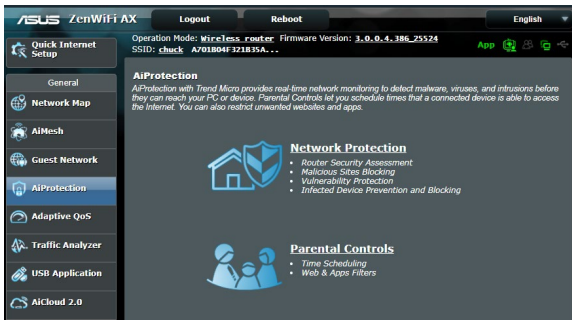 ASUS ZenWiFi AX Logout Reboot English
Quick Internet Setup
Operation Mode: Wireless router Firmware Version: 3.0.0.4.386_25524
SSID: chuck A701B04F321B35A...
App
General
Network Map
AiMesh
Guest Network
AiProtection
Adaptive QoS
Traffic Analyzer
USB Application
AiCloud 2.0
AiProtection
AiProtection with Trend Micro provides real-time network monitoring to detect malware, viruses, and intrusions before
they can reach your PC or device. Parental Controls let you schedule times that a connected device is able to access
the Internet. You can also restrict unwanted websites and apps.
Network Protection
• Router Security Assessment
• Malicious Sites Blocking
• Vulnerability Protection
• Infected Device Prevention and Blocking
Parental Controls
• Time Scheduling
• Web & Apps Filters